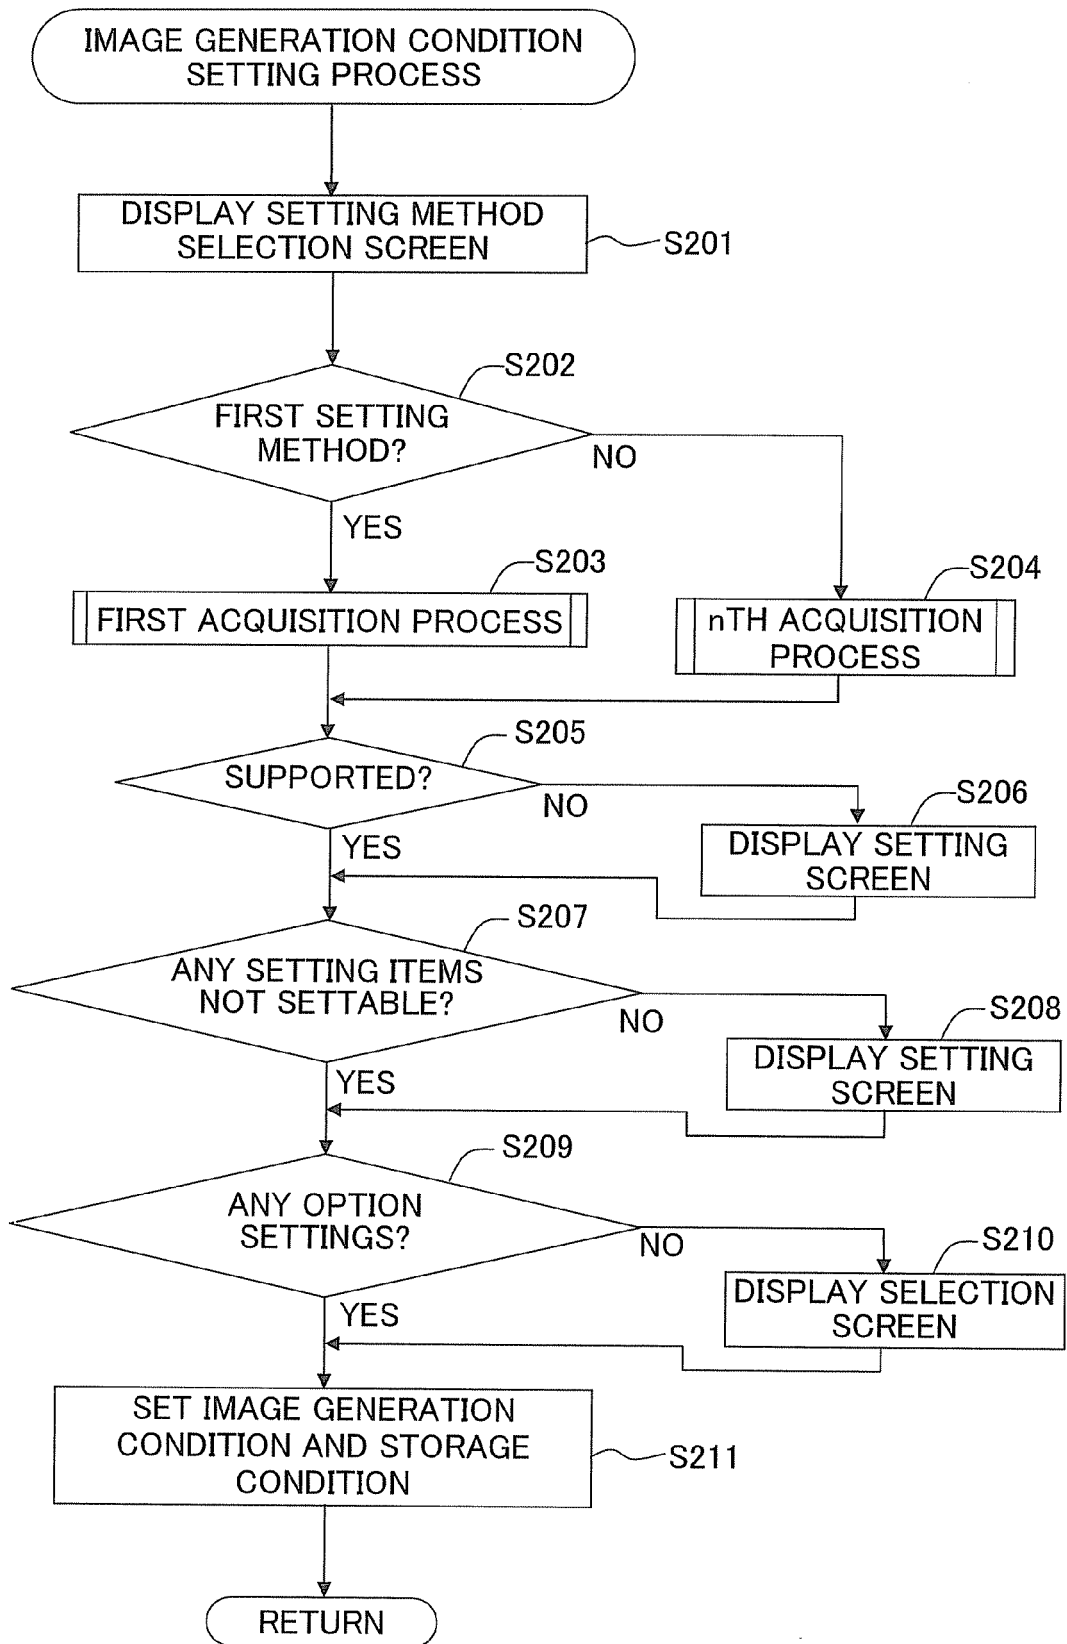 IMAGE GENERATION CONDITION
SETTING PROCESS
DISPLAY SETTING METHOD
SELECTION SCREEN
S201
S202
FIRST SETTING
METHOD?
NO
YES
S203
FIRST ACQUISITION PROCESS
S204
nTH ACQUISITION
PROCESS
S205
SUPPORTED?
NO
YES
S206
DISPLAY SETTING
SCREEN
S207
ANY SETTING ITEMS
NOT SETTABLE?
NO
YES
S208
DISPLAY SETTING
SCREEN
S209
ANY OPTION
SETTINGS?
NO
YES
S210
DISPLAY SELECTION
SCREEN
SET IMAGE GENERATION
CONDITION AND STORAGE
CONDITION
S211
RETURN